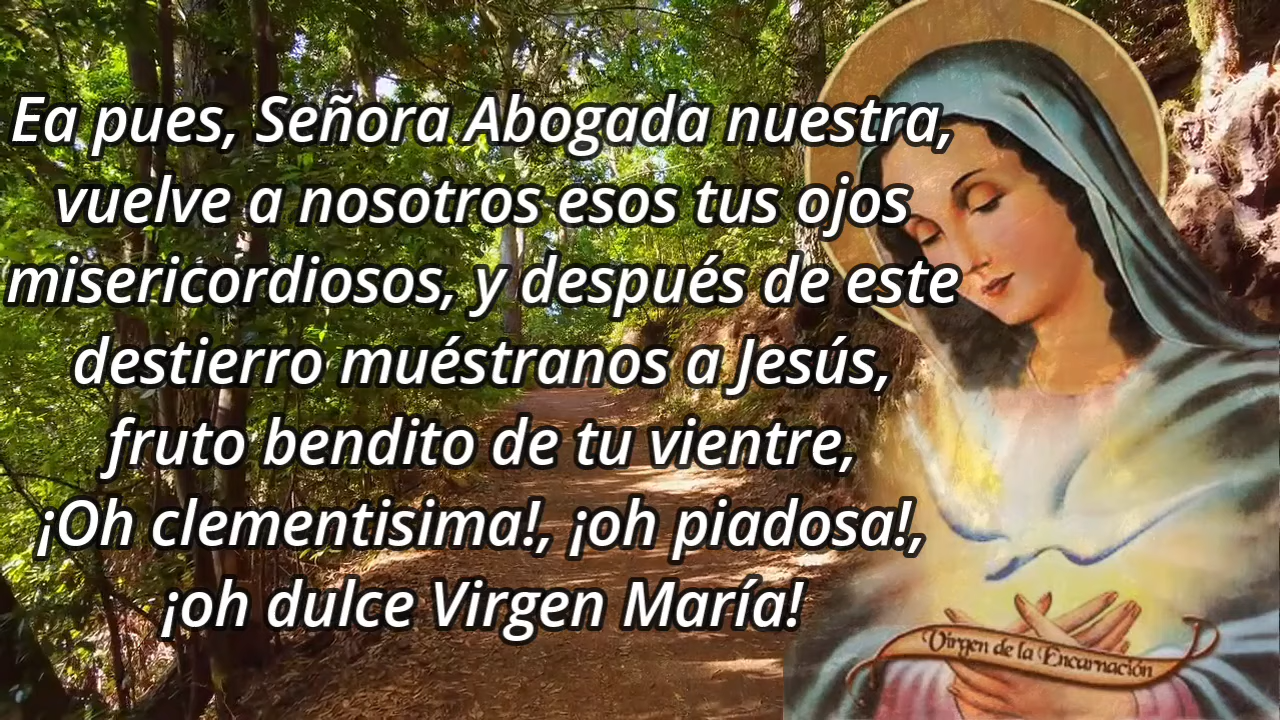 Ea pues, Señora Abogada nuestra,
vuelve a nosotros esos tus ojos
misericordiosos, y después de este
destierro muéstranos a Jesús,
fruto bendito de tu vientre,
¡Oh clementisima!, ¡oh piadosa!,
¡oh dulce Virgen María!
Virgen de la Encarnación